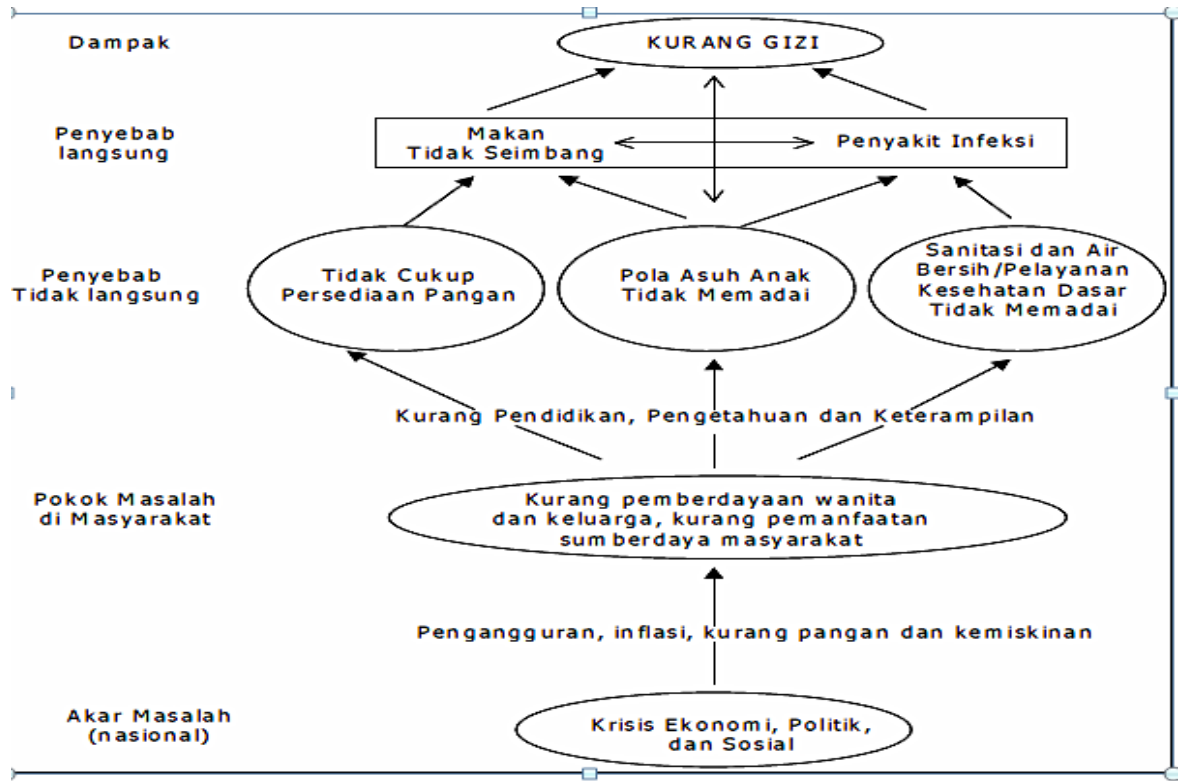 Dampak
KURANG GIZI
Penyebab
langsung
Makan
Tidak Seimbang
Penyakit Infeksi
Penyebab
Tidak langsung
Tidak Cukup
Persediaan Pangan
Pola Asuh Anak
Tidak Memadai
Sanitasi dan Air
Bersih/Pelayanan
Kesehatan Dasar
Tidak Memadai
Kurang Pendidikan, Pengetahuan dan Keterampilan
Pokok Masalah
di Masyarakat
Kurang pemberdayaan wanita
dan keluarga, kurang pemanfaatan
sumberdaya masyarakat
Pengangguran, inflasi, kurang pangan dan kemiskinan
Akar Masalah
(nasional)
Krisis Ekonomi, Politik,
dan Sosial